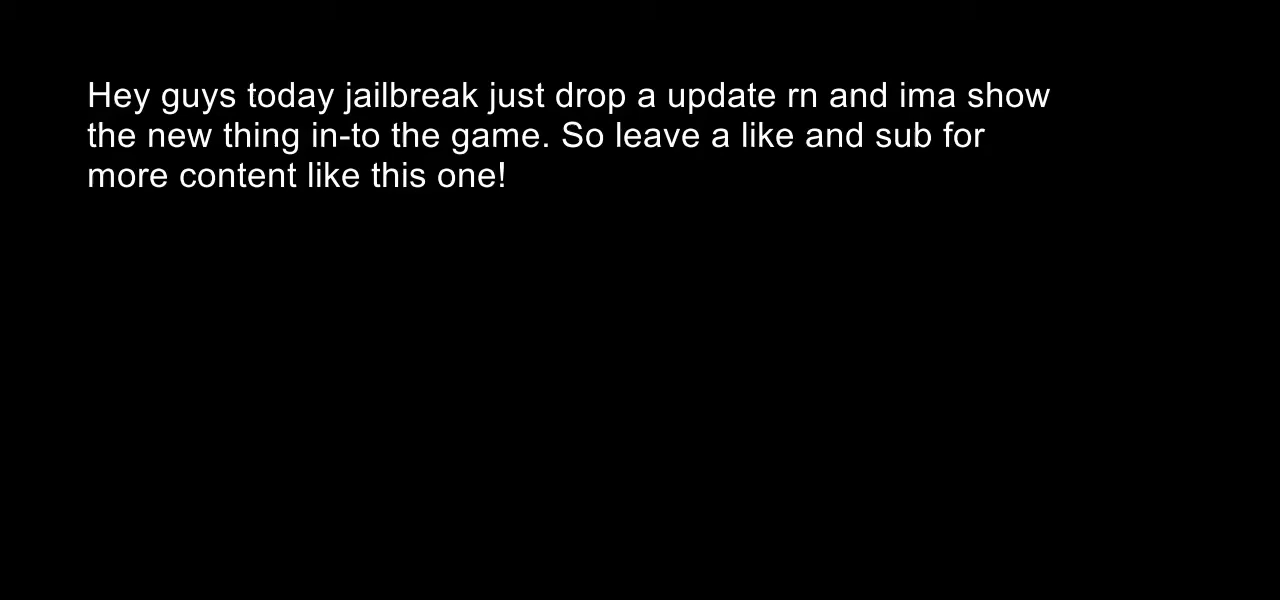 Hey guys today jailbreak just drop a update rn and ima show
the new thing in-to the game. So leave a like and sub for
more content like this one!